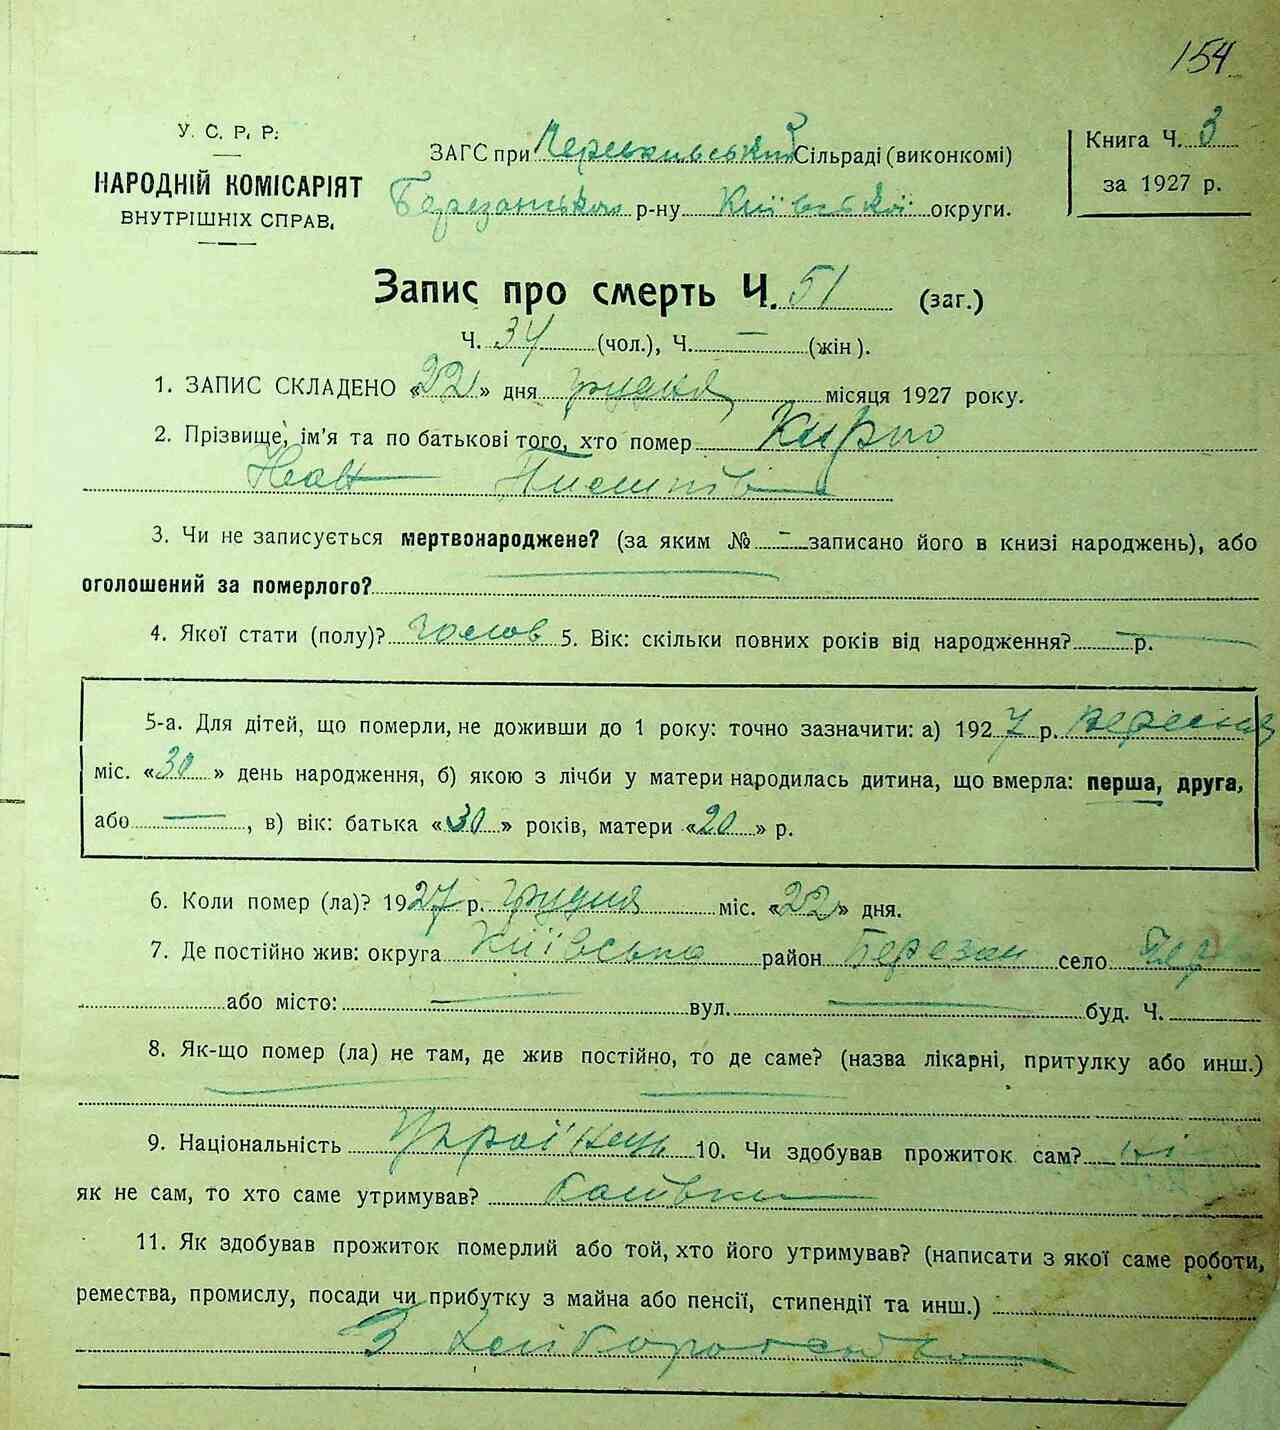 154
У. С. Р. Р.
НАРОДНІЙ КОМІСАРІЯТ
ВНУТРІШНІХ СПРАВ.
ЗАГС при Сільраді (виконкомі)
Березанського р-ну Київської округи.
Книга Ч. 3
за 1927 р.
Запис про смерть Ч. 51 (заг.)
Ч. 34 (чол.), Ч. — (жін).
1. ЗАПИС СКЛАДЕНО «22» дня грудня місяця 1927 року.
2. Прізвище, ім'я та по батькові того, хто помер
3. Чи не записується мертвонароджене? (за яким № — записано його в книзі народжень), або
оголошений за померлого?
4. Якої стати (полу)? чолов 5. Вік: скільки повних років від народження? — р.
5-а. Для дітей, що померли, не доживши до 1 року: точно зазначити: а) 1927 р. вересня
міс. «30» день народження, б) якою з лічби у матери народилась дитина, що вмерла: перша, друга,
або —, в) вік: батька «30» років, матери «20» р.
6. Коли помер (ла)? 1927 р. грудня міс. «22» дня.
7. Де постійно жив: округа Київська район Березан село
або місто: — вул. — буд. Ч.
8. Як-що помер (ла) не там, де жив постійно, то де саме? (назва лікарні, притулку або инш.)
9. Національність Українець 10. Чи здобував прожиток сам? ні
як не сам, то хто саме утримував? батьки
11. Як здобував прожиток померлий або той, хто його утримував? (написати з якої саме роботи,
ремества, промислу, посади чи прибутку з майна або пенсії, стипендії та инш.)
З хліборобства